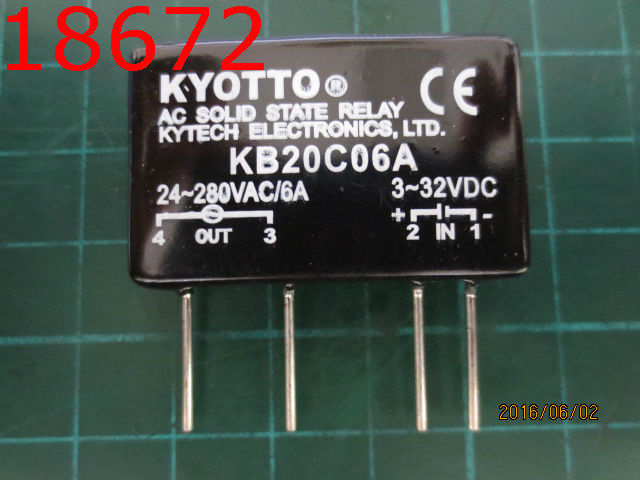 18672
KYOTTO®
CE
AC SOLID STATE RELAY
KYTECH ELECTRONICS, LTD.
KB20C06A
24~280VAC/6A 3~32VDC
+ -
4 OUT 3 2 IN 1
2016/06/02